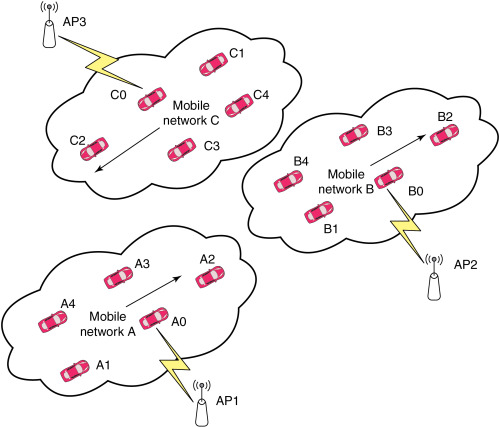 AP3
C1
C0
C4
Mobile
network C
C2
C3
B2
B3
B4
Mobile
network B
B0
B1
AP2
A3
A2
A4
Mobile
network A
A0
A1
AP1